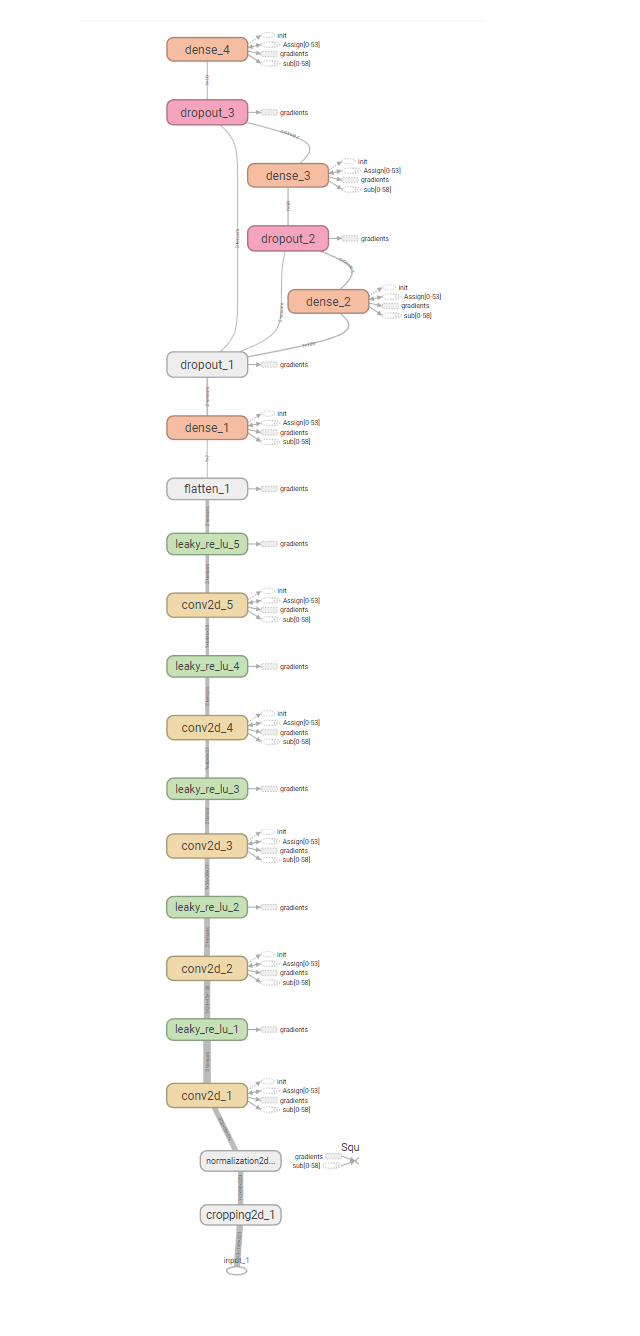 dense_4
init
Assign[0-53]
gradients
sub[0-58]
dropout_3
gradients
dense_3
init
Assign[0-53]
gradients
sub[0-58]
dropout_2
gradients
dense_2
init
Assign[0-53]
gradients
sub[0-58]
dropout_1
gradients
dense_1
init
Assign[0-53]
gradients
sub[0-58]
flatten_1
gradients
leaky_re_lu_5
gradients
conv2d_5
init
Assign[0-53]
gradients
sub[0-58]
leaky_re_lu_4
gradients
conv2d_4
init
Assign[0-53]
gradients
sub[0-58]
leaky_re_lu_3
gradients
conv2d_3
init
Assign[0-53]
gradients
sub[0-58]
leaky_re_lu_2
gradients
conv2d_2
init
Assign[0-53]
gradients
sub[0-58]
leaky_re_lu_1
gradients
conv2d_1
init
Assign[0-53]
gradients
sub[0-58]
normalization2d...
Squ
gradients
sub[0-58]
cropping2d_1
input_1